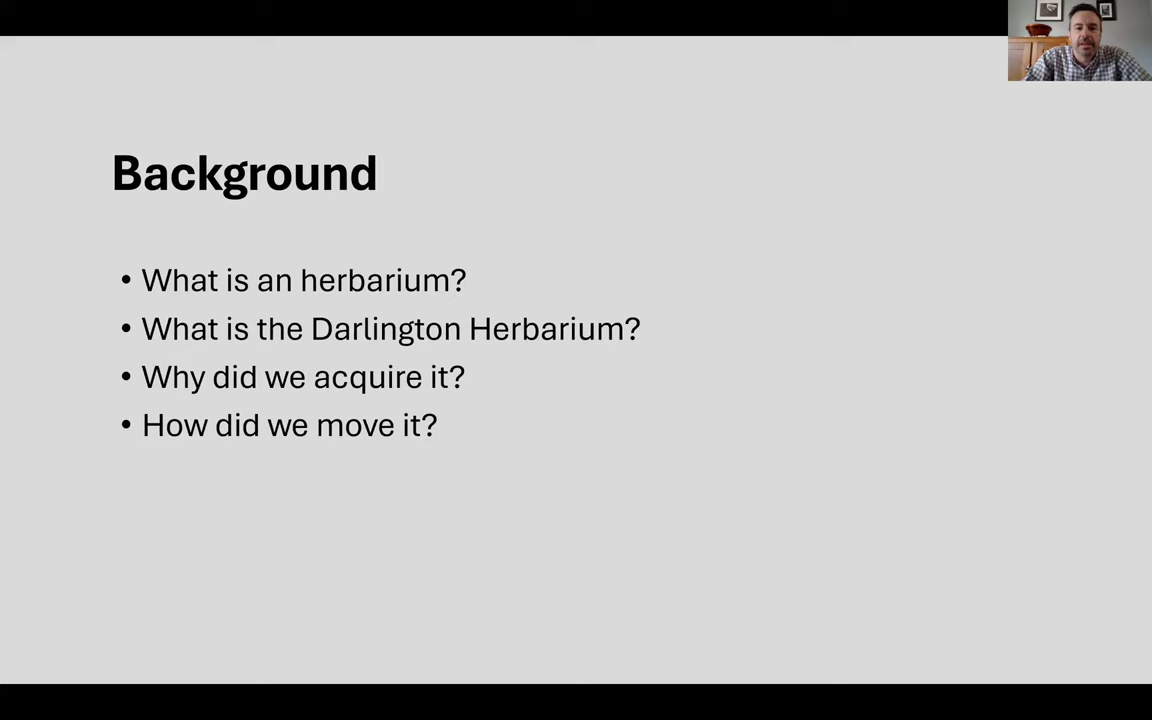 Background
• What is an herbarium?
• What is the Darlington Herbarium?
• Why did we acquire it?
• How did we move it?